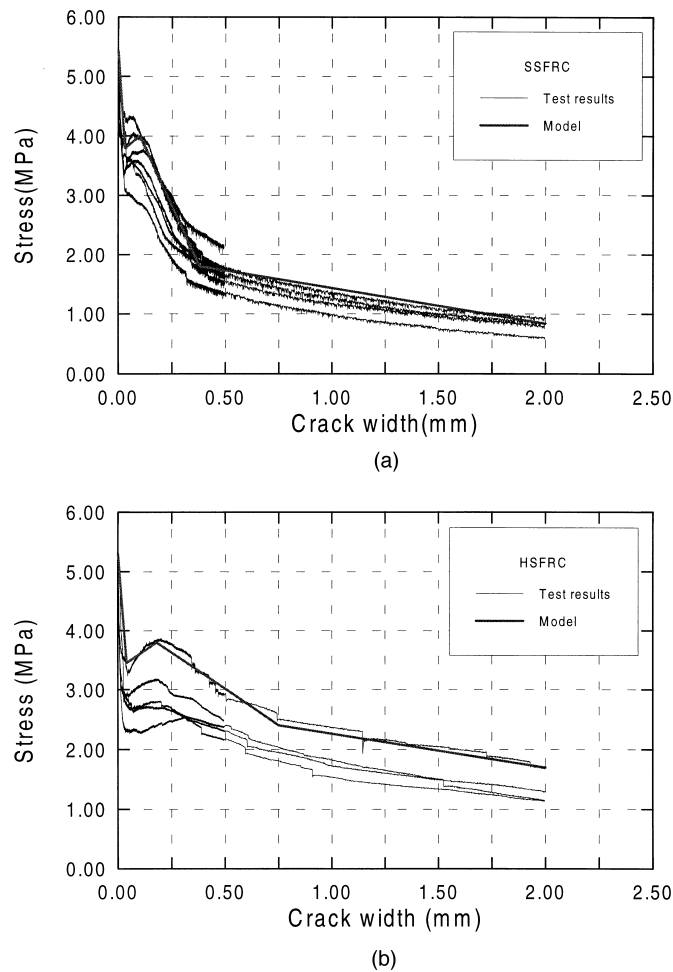 6.00
5.00
4.00
3.00
2.00
1.00
0.00
Stress(MPa)
SSFRC
Test results
Model
0.00 0.50 1.00 1.50 2.00 2.50
Crack width(mm)
(a)
6.00
5.00
4.00
3.00
2.00
1.00
0.00
Stress (MPa)
HSFRC
Test results
Model
0.00 0.50 1.00 1.50 2.00 2.50
Crack width (mm)
(b)